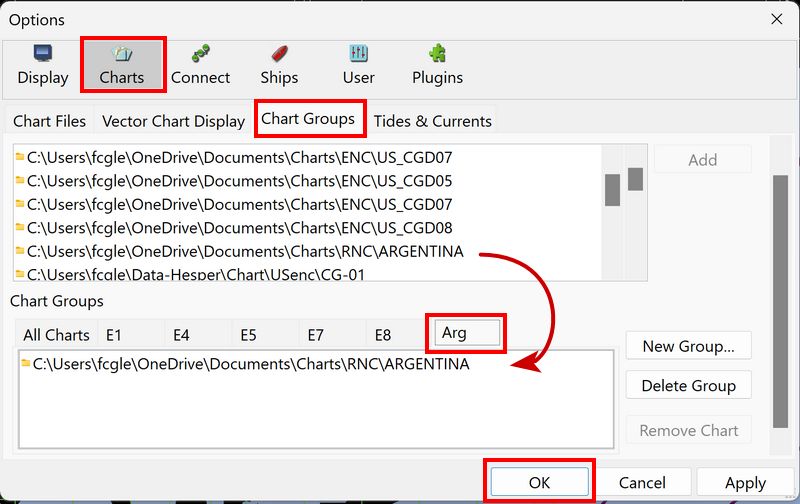 Options
Display Charts Connect Ships User Plugins
Chart Files Vector Chart Display Chart Groups Tides & Currents
C:\Users\fcgle\OneDrive\Documents\Charts\ENC\US_CGD07
Add
C:\Users\fcgle\OneDrive\Documents\Charts\ENC\US_CGD05
C:\Users\fcgle\OneDrive\Documents\Charts\ENC\US_CGD07
C:\Users\fcgle\OneDrive\Documents\Charts\ENC\US_CGD08
C:\Users\fcgle\OneDrive\Documents\Charts\RNC\ARGENTINA
C:\Users\fcgle\Data-Hesper\Chart\USenc\CG-01
Chart Groups
All Charts E1 E4 E5 E7 E8 Arg
C:\Users\fcgle\OneDrive\Documents\Charts\RNC\ARGENTINA
New Group...
Delete Group
Remove Chart
OK Cancel Apply